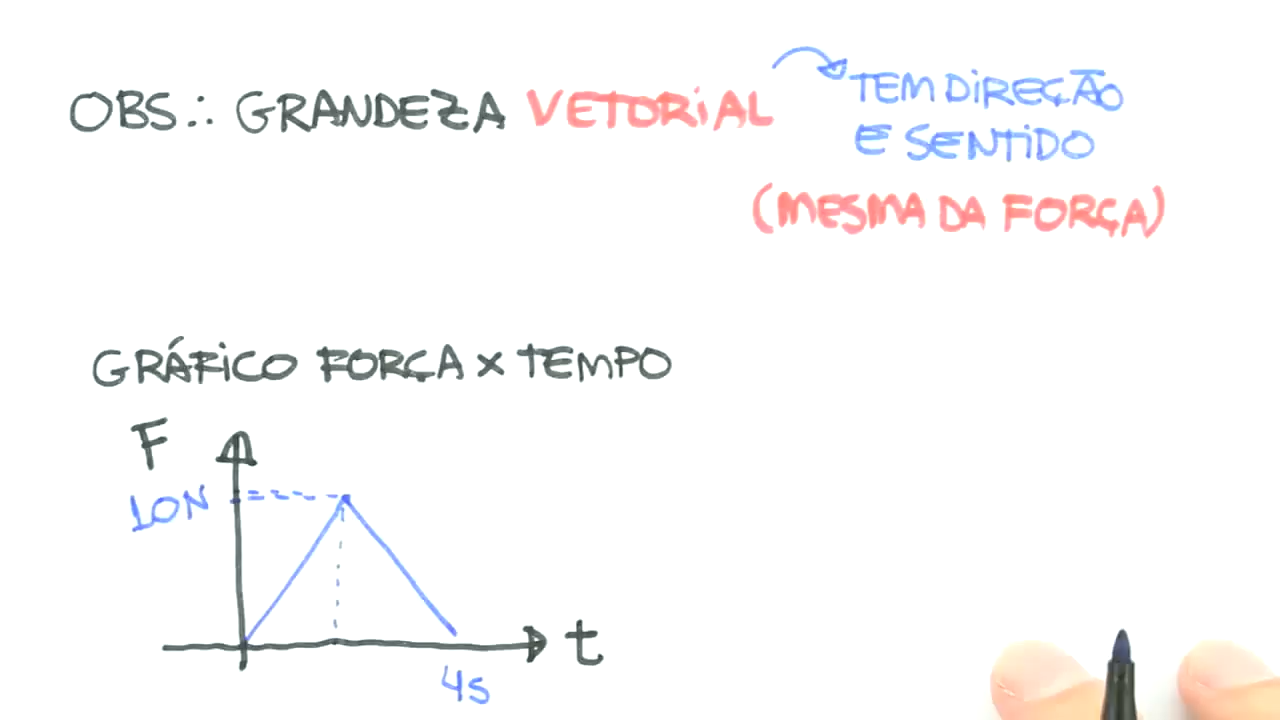 OBS.: GRANDEZA VETORIAL
TEM DIREÇÃO
E SENTIDO
(MESMA DA FORÇA)
GRÁFICO FORÇA X TEMPO
F
10N
t
4s